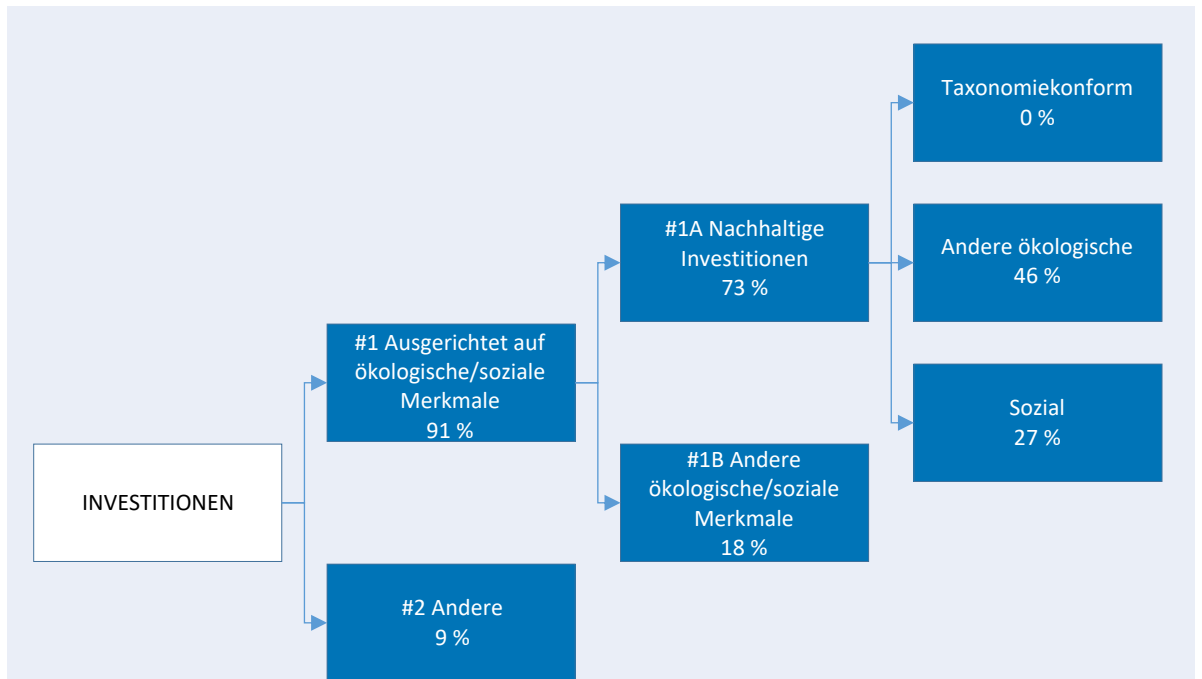 INVESTITIONEN
#1 Ausgerichtet auf
ökologische/soziale
Merkmale
91 %
#2 Andere
9 %
#1A Nachhaltige
Investitionen
73 %
#1B Andere
ökologische/soziale
Merkmale
18 %
Taxonomiekonform
0 %
Andere ökologische
46 %
Sozial
27 %